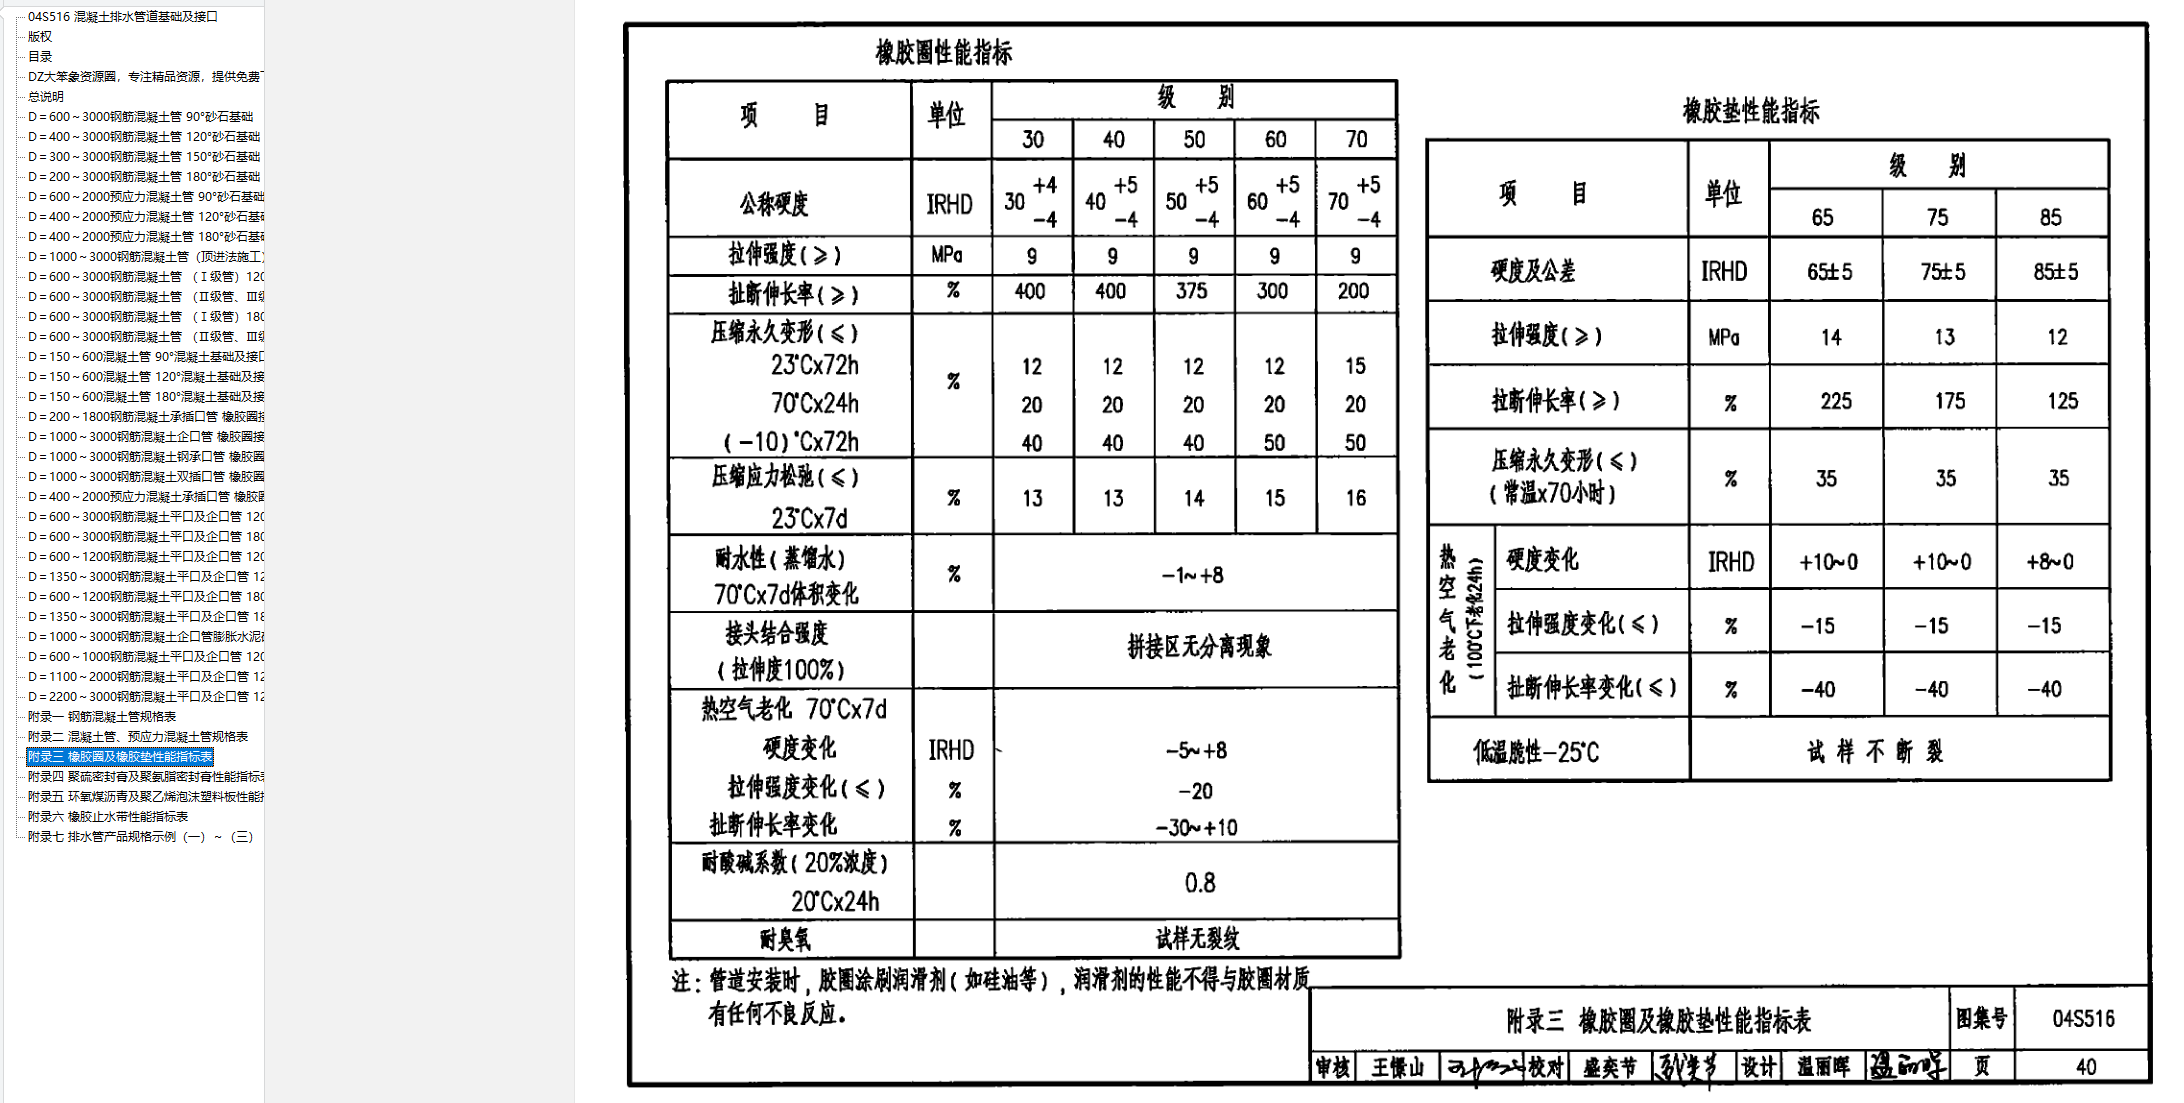 04S516 混凝土排水管道基础及接口
版权
目录
DZ大笨象资源圈，专注精品资源，提供免费
总说明
D＝600～3000钢筋混凝土管 90°砂石基础
D＝400～3000钢筋混凝土管 120°砂石基础
D＝300～3000钢筋混凝土管 150°砂石基础
D＝200～3000钢筋混凝土管 180°砂石基础
D＝600～2000预应力混凝土管 90°砂石基础
D＝400～2000预应力混凝土管 120°砂石基础
D＝400～2000预应力混凝土管 180°砂石基础
D＝1000～3000钢筋混凝土管（顶进法施工）
D＝600～3000钢筋混凝土管 （Ⅰ级管）120
D＝600～3000钢筋混凝土管 （Ⅱ级管、Ⅲ级
D＝600～3000钢筋混凝土管 （Ⅰ级管）180
D＝600～3000钢筋混凝土管 （Ⅱ级管、Ⅲ级
D＝150～600混凝土管 90°混凝土基础及接口
D＝150～600混凝土管 120°混凝土基础及接
D＝150～600混凝土管 180°混凝土基础及接
D＝200～1800钢筋混凝土承插口管 橡胶圈接
D＝1000～3000钢筋混凝土企口管 橡胶圈接
D＝1000～3000钢筋混凝土钢承口管 橡胶圈
D＝1000～3000钢筋混凝土双插口管 橡胶圈
D＝400～2000预应力混凝土承插口管 橡胶圈
D＝600～3000钢筋混凝土平口及企口管 120
D＝600～3000钢筋混凝土平口及企口管 180
D＝600～1200钢筋混凝土平口及企口管 120
D＝1350～3000钢筋混凝土平口及企口管 12
D＝600～1200钢筋混凝土平口及企口管 180
D＝1350～3000钢筋混凝土平口及企口管 18
D＝1000～3000钢筋混凝土企口管膨胀水泥砂
D＝600～1000钢筋混凝土平口及企口管 120
D＝1100～2000钢筋混凝土平口及企口管 12
D＝2200～3000钢筋混凝土平口及企口管 12
附录一 钢筋混凝土管规格表
附录二 混凝土管、预应力混凝土管规格表
附录三 橡胶圈及橡胶垫性能指标表
附录四 聚硫密封膏及聚氨脂密封膏性能指标表
附录五 环氧煤沥青及聚乙烯泡沫塑料板性能指
附录六 橡胶止水带性能指标表
附录七 排水管产品规格示例（一）～（三）
橡胶圈性能指标
项 目 单位 级 别
30 40 50 60 70
公称硬度 IRHD 30+4−4 40+5−4 50+5−4 60+5−4 70+5−4
拉伸强度(≥) MPa 9 9 9 9 9
扯断伸长率(≥) % 400 400 375 300 200
压缩永久变形(≤) %
23℃x72h 12 12 12 12 15
70℃x24h 20 20 20 20 20
(−10)℃x72h 40 40 40 50 50
压缩应力松弛(≤)
23℃x7d % 13 13 14 15 16
耐水性(蒸馏水)
70℃x7d体积变化 % −1~+8
接头结合强度
(拉伸度100%) 拼接区无分离现象
热空气老化 70℃x7d
硬度变化 IRHD −5~+8
拉伸强度变化(≤) % −20
扯断伸长率变化 % −30~+10
耐酸碱系数(20%浓度)
20℃x24h 0.8
耐臭氧 试样无裂纹
注：管道安装时，胶圈涂刷润滑剂(如硅油等)，润滑剂的性能不得与胶圈材质
有任何不良反应。
橡胶垫性能指标
项 目 单位 级 别
65 75 85
硬度及公差 IRHD 65±5 75±5 85±5
拉伸强度(≥) MPa 14 13 12
拉断伸长率(≥) % 225 175 125
压缩永久变形(≤)
(常温x70小时) % 35 35 35
热空气老化 (100℃下老化24h)
硬度变化 IRHD +10~0 +10~0 +8~0
拉伸强度变化(≤) % −15 −15 −15
扯断伸长率变化(≤) % −40 −40 −40
低温脆性−25℃ 试样不断裂
附录三 橡胶圈及橡胶垫性能指标表 图集号 04S516
审核 王憬山 校对 盛奕节 设计 温丽晖 页 40